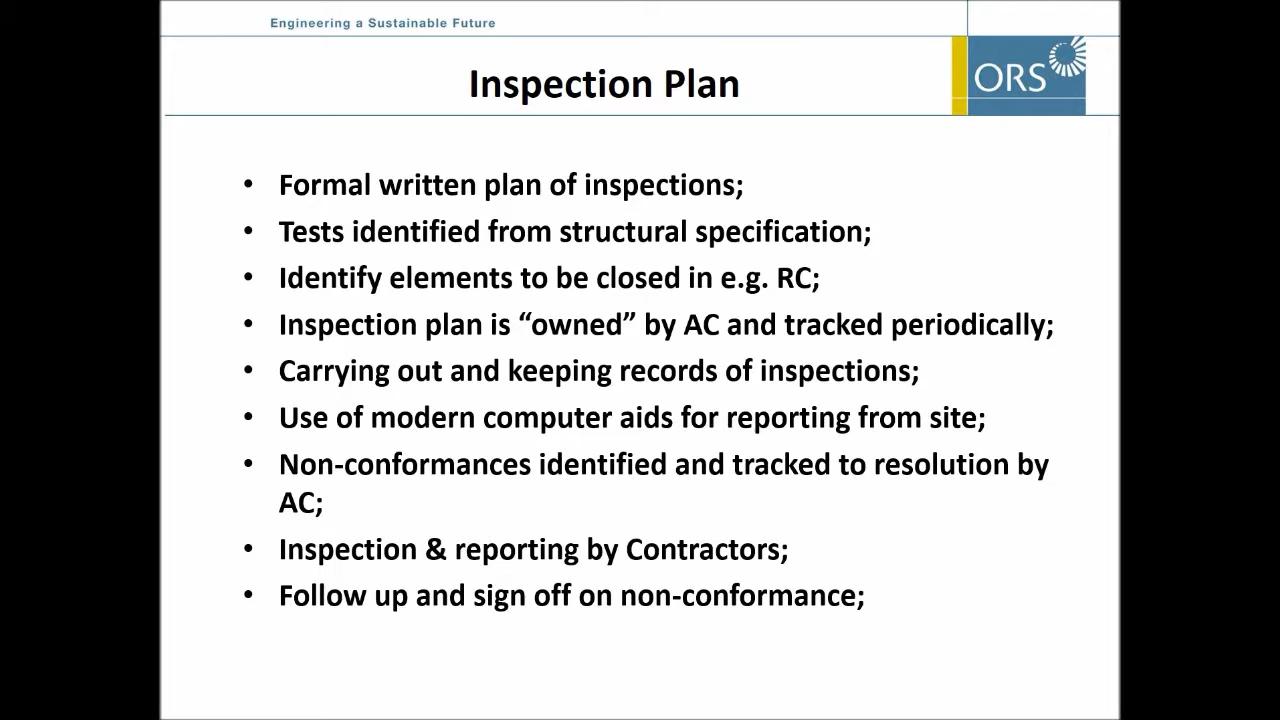 Engineering a Sustainable Future
Inspection Plan
ORS
• Formal written plan of inspections;
• Tests identified from structural specification;
• Identify elements to be closed in e.g. RC;
• Inspection plan is “owned” by AC and tracked periodically;
• Carrying out and keeping records of inspections;
• Use of modern computer aids for reporting from site;
• Non-conformances identified and tracked to resolution by
AC;
• Inspection & reporting by Contractors;
• Follow up and sign off on non-conformance;